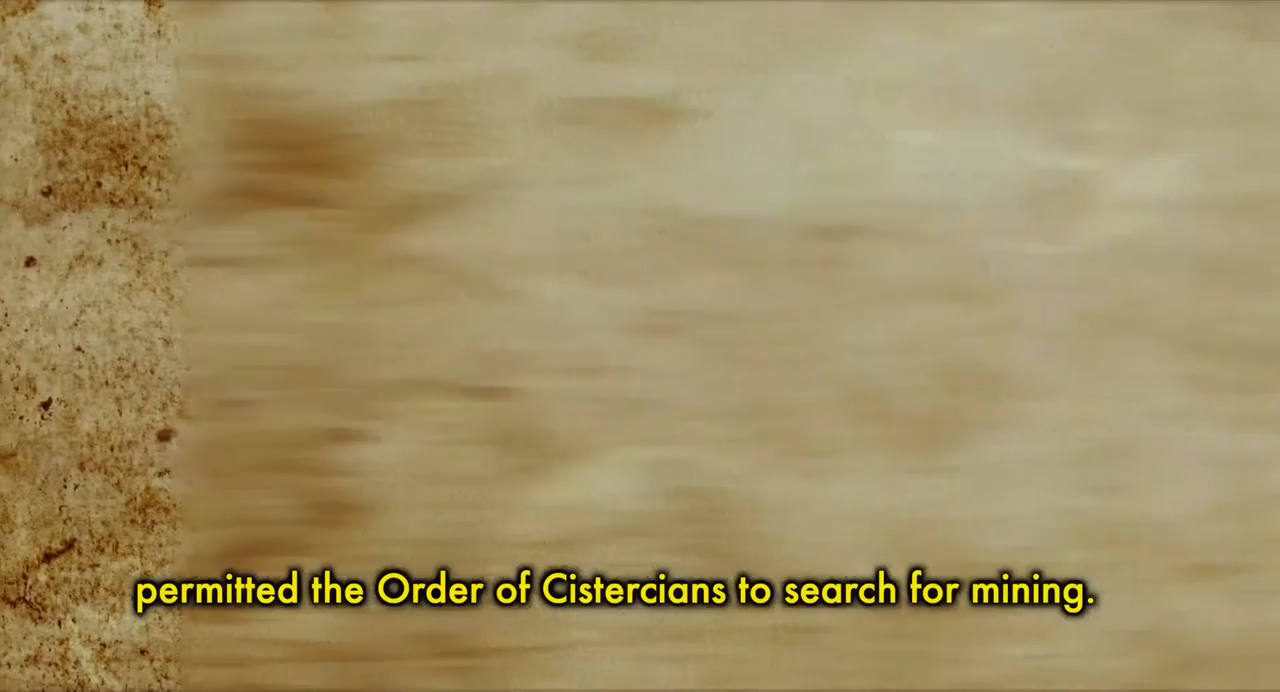 permitted the Order of Cistercians to search for mining.